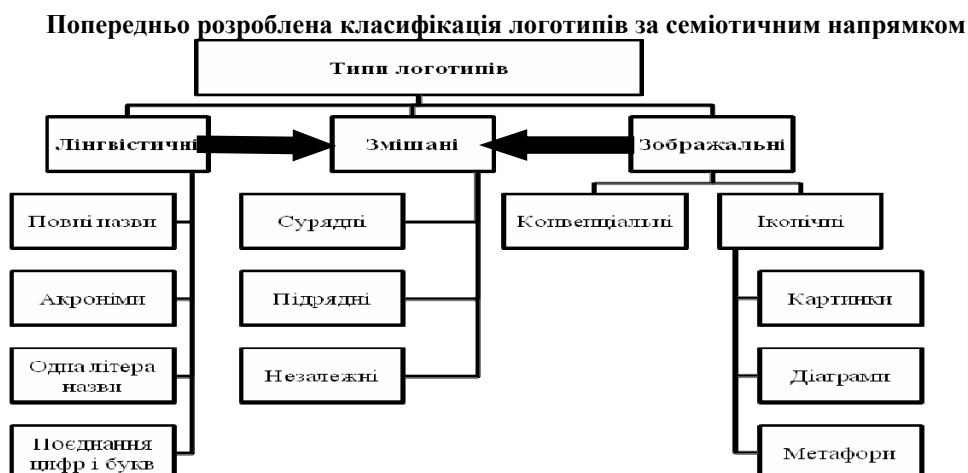 Попередньо розроблена класифікація логотипів за семіотичним напрямком
Типи логотипів
Лінгвістичні
Змішані
Зображальні
Повні назви
Сурядні
Конвенціальні
Іконічні
Акроніми
Підрядні
Картинки
Одна літера
назви
Незалежні
Діаграми
Поєднання
цифр і букв
Метафори